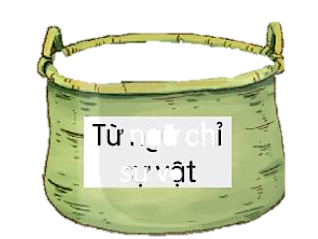 Từ ngữ chỉ
sự vật